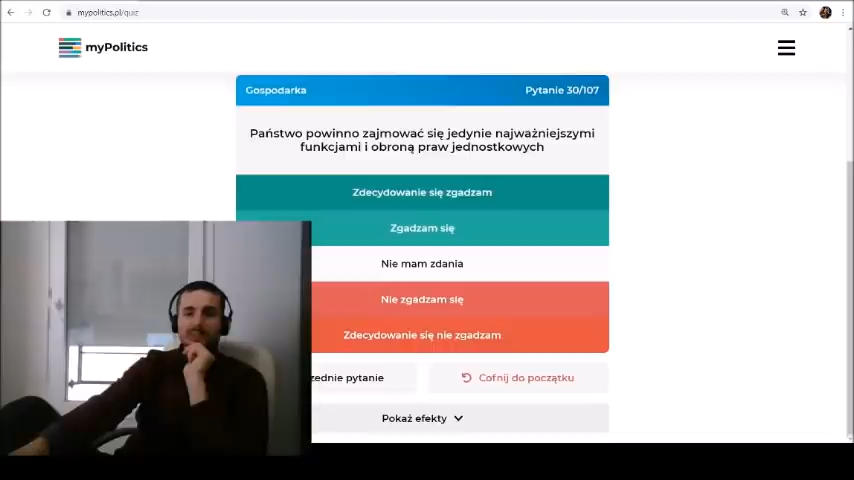 mypolitics.pl/quiz
myPolitics
Gospodarka
Pytanie 30/107
Państwo powinno zajmować się jedynie najważniejszymi
funkcjami i obroną praw jednostkowych
Zdecydowanie się zgadzam
Zgadzam się
Nie mam zdania
Nie zgadzam się
Zdecydowanie się nie zgadzam
zednie pytanie
Cofnij do początku
Pokaż efekty